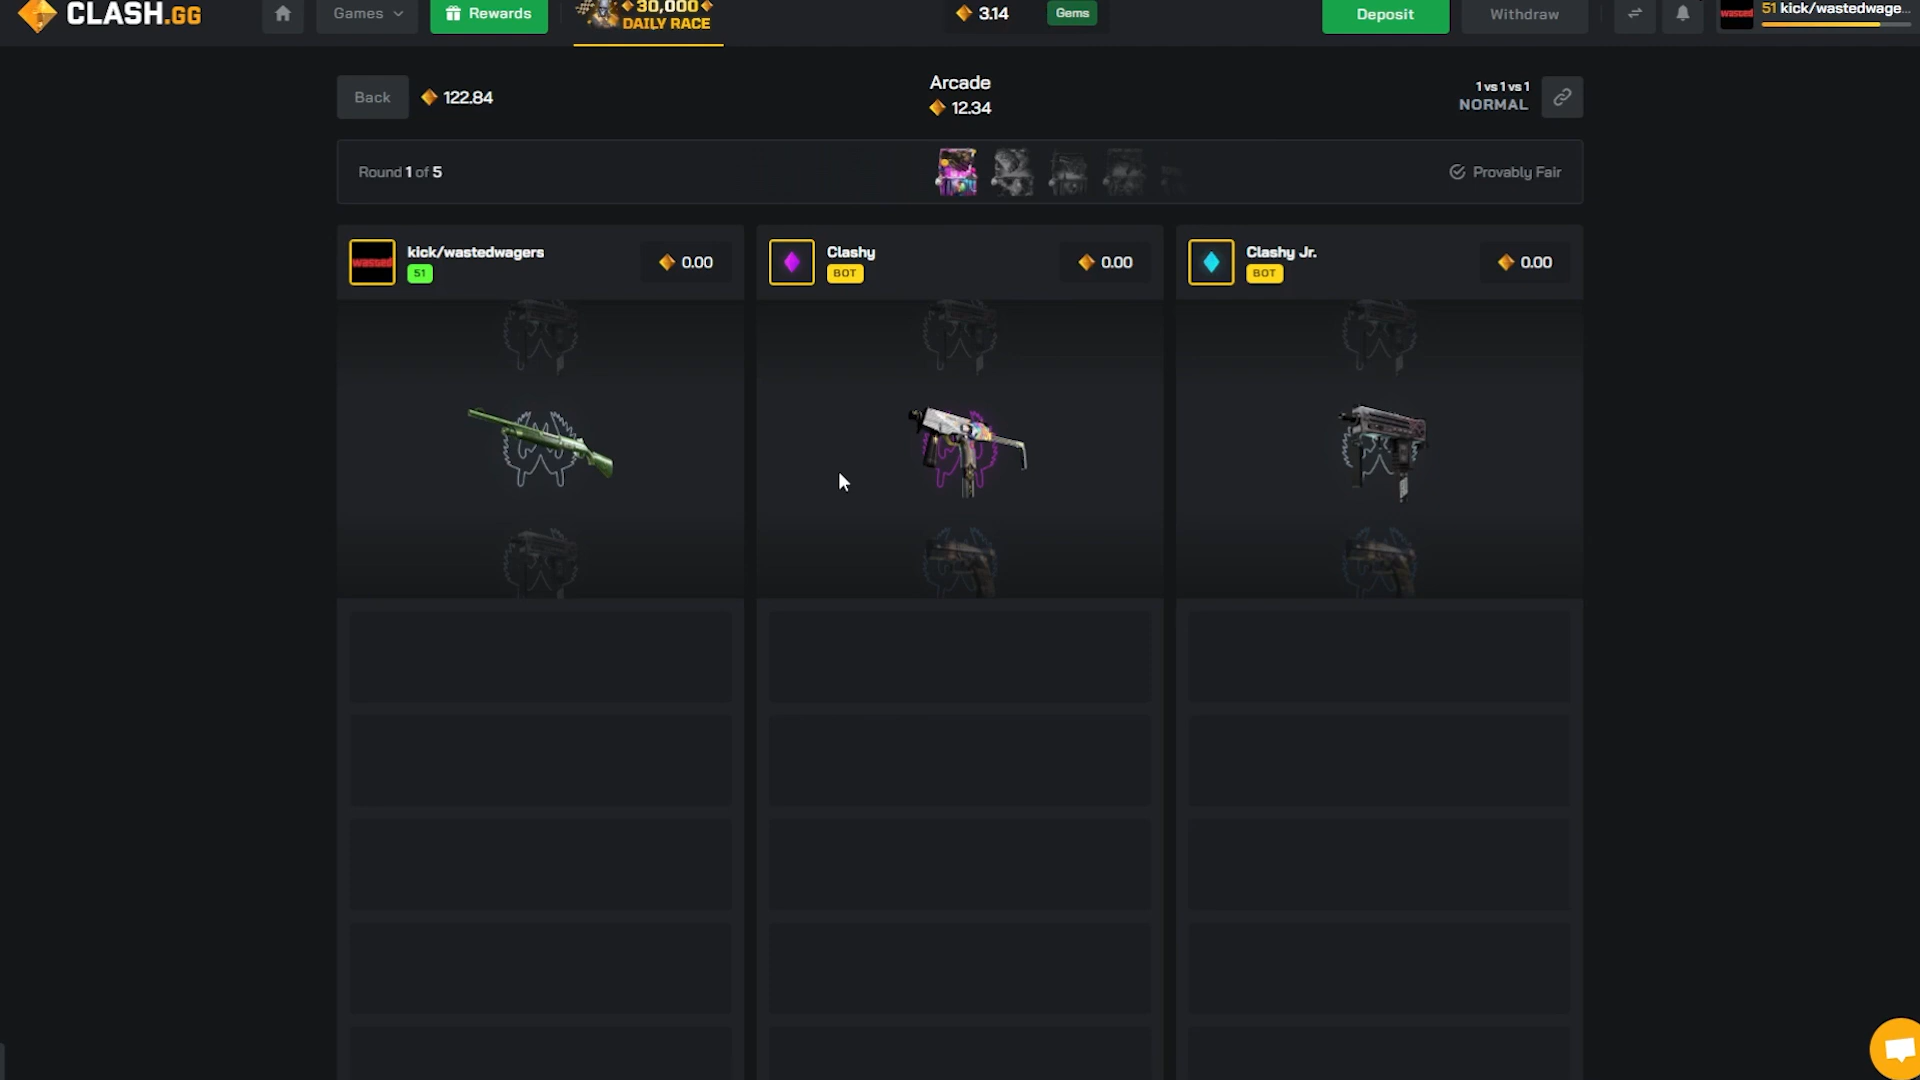 CLASH.GG
Games
Rewards
30,000
DAILY RACE
3.14
Gems
Deposit
Withdraw
wasted
51 kick/wastedwage...
Back
122.84
Arcade
12.34
1 vs 1 vs 1
NORMAL
Round 1 of 5
Provably Fair
wasted
kick/wastedwagers
51
0.00
Clashy
BOT
0.00
Clashy Jr.
BOT
0.00